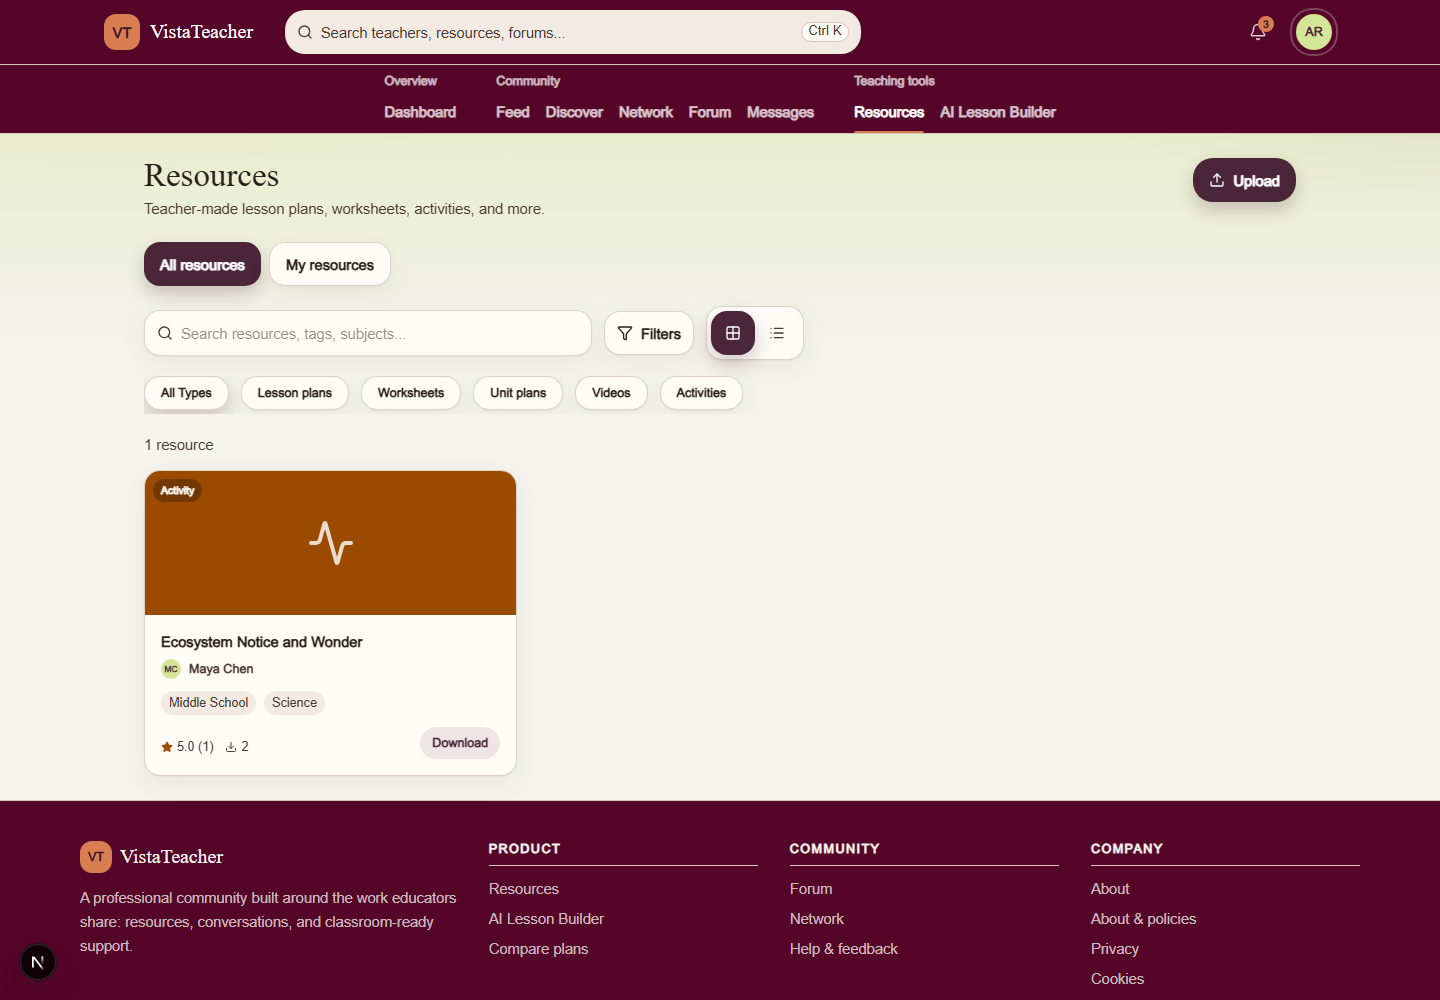 VT VistaTeacher
Search teachers, resources, forums... Ctrl K
3
AR
Overview Community Teaching tools
Dashboard Feed Discover Network Forum Messages Resources AI Lesson Builder
Resources
Upload
Teacher-made lesson plans, worksheets, activities, and more.
All resources My resources
Search resources, tags, subjects...
Filters
All Types Lesson plans Worksheets Unit plans Videos Activities
1 resource
Activity
Ecosystem Notice and Wonder
MC Maya Chen
Middle School Science
5.0 (1) 2 Download
VT VistaTeacher
A professional community built around the work educators
share: resources, conversations, and classroom-ready
support.
PRODUCT
Resources
AI Lesson Builder
Compare plans
COMMUNITY
Forum
Network
Help & feedback
COMPANY
About
About & policies
Privacy
Cookies
N